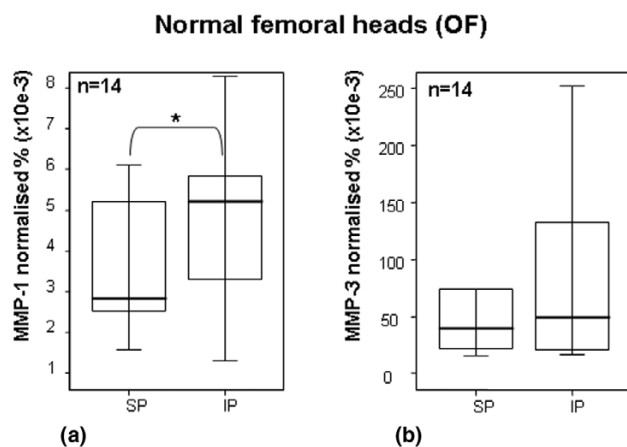 Normal femoral heads (OF)
MMP-1 normalised % (x10e-3)
8
7
6
5
4
3
2
1
n=14
*
SP
IP
(a)
MMP-3 normalised % (x10e-3)
250
200
150
100
50
0
n=14
SP
IP
(b)